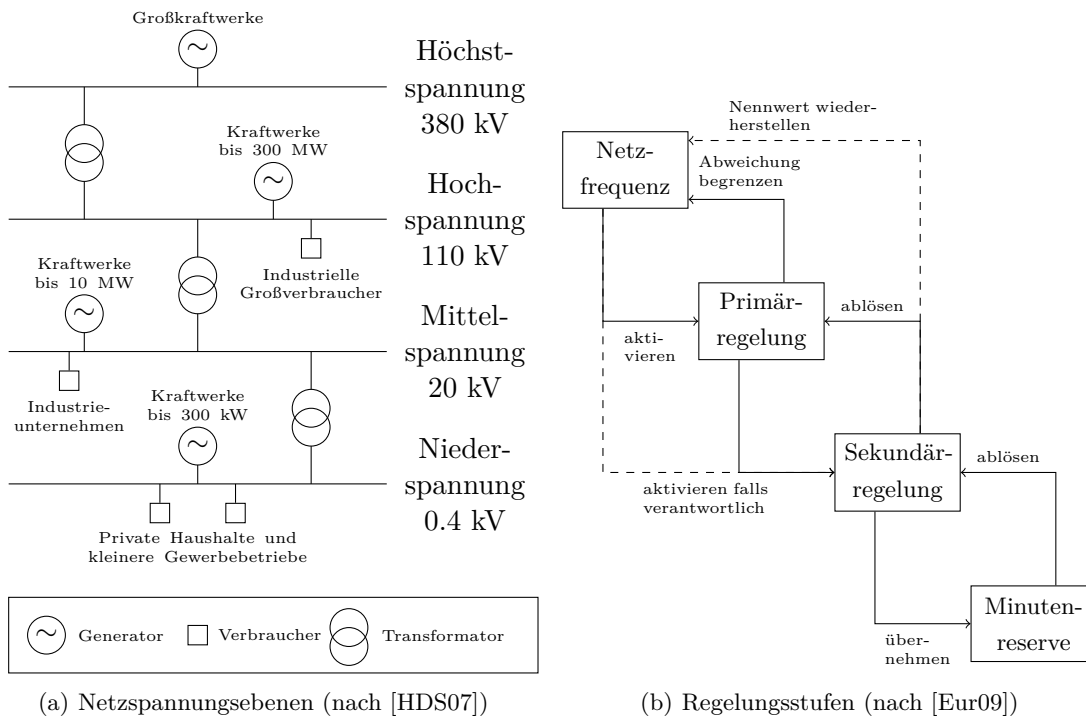 Großkraftwerke
Höchst-
spannung
380 kV
Kraftwerke
bis 300 MW
Hoch-
spannung
110 kV
Industrielle
Großverbraucher
Kraftwerke
bis 10 MW
Mittel-
spannung
20 kV
Industrie-
unternehmen
Kraftwerke
bis 300 kW
Nieder-
spannung
0.4 kV
Private Haushalte und
kleinere Gewerbebetriebe
Generator
Verbraucher
Transformator
(a) Netzspannungsebenen (nach [HDS07])
Nennwert wieder-
herstellen
Netz-
frequenz
Abweichung
begrenzen
Primär-
regelung
ablösen
akti-
vieren
Sekundär-
regelung
ablösen
aktivieren falls
verantwortlich
Minuten-
reserve
über-
nehmen
(b) Regelungsstufen (nach [Eur09])